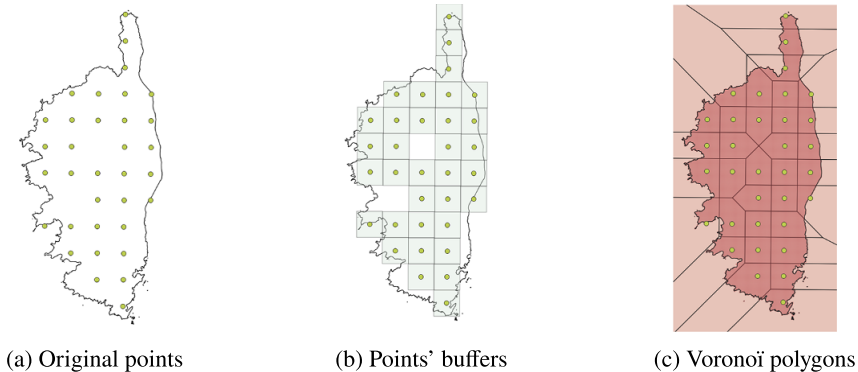 (a) Original points
(b) Points' buffers
(c) Voronoï polygons